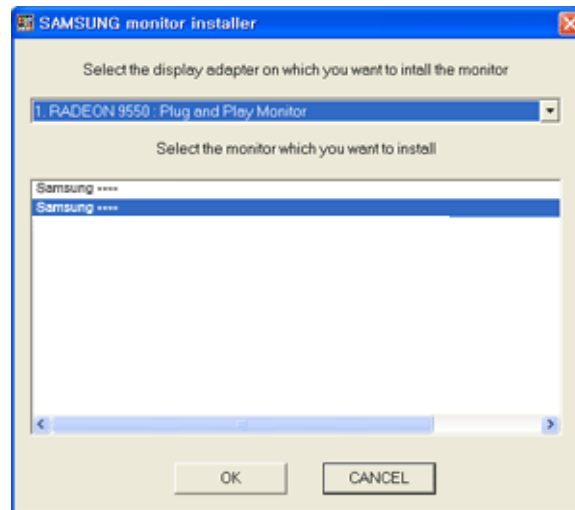 SAMSUNG monitor installer
Select the display adapter on which you want to intall the monitor
1. RADEON 9550 : Plug and Play Monitor
Select the monitor which you want to install
Samsung ----
Samsung ----
OK CANCEL